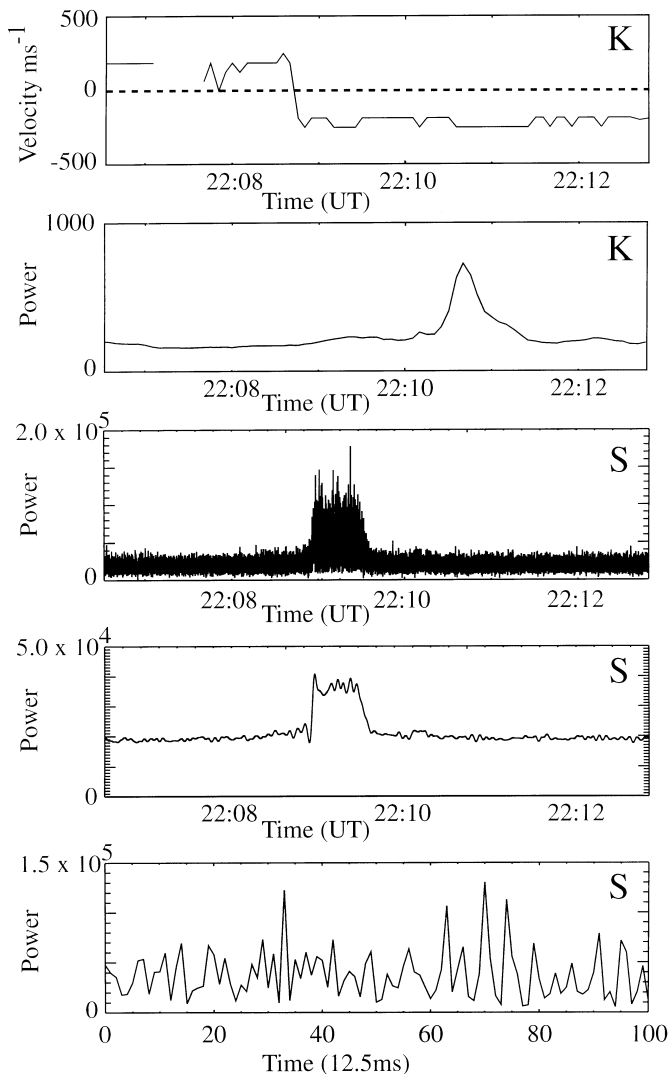 500
K
Velocity ms-1
0
-500
22:08 22:10 22:12
Time (UT)
1000
K
Power
0
22:08 22:10 22:12
Time (UT)
2.0 x 10^5
S
Power
0
22:08 22:10 22:12
Time (UT)
5.0 x 10^4
S
Power
0
22:08 22:10 22:12
Time (UT)
1.5 x 10^5
S
Power
0
0 20 40 60 80 100
Time (12.5ms)